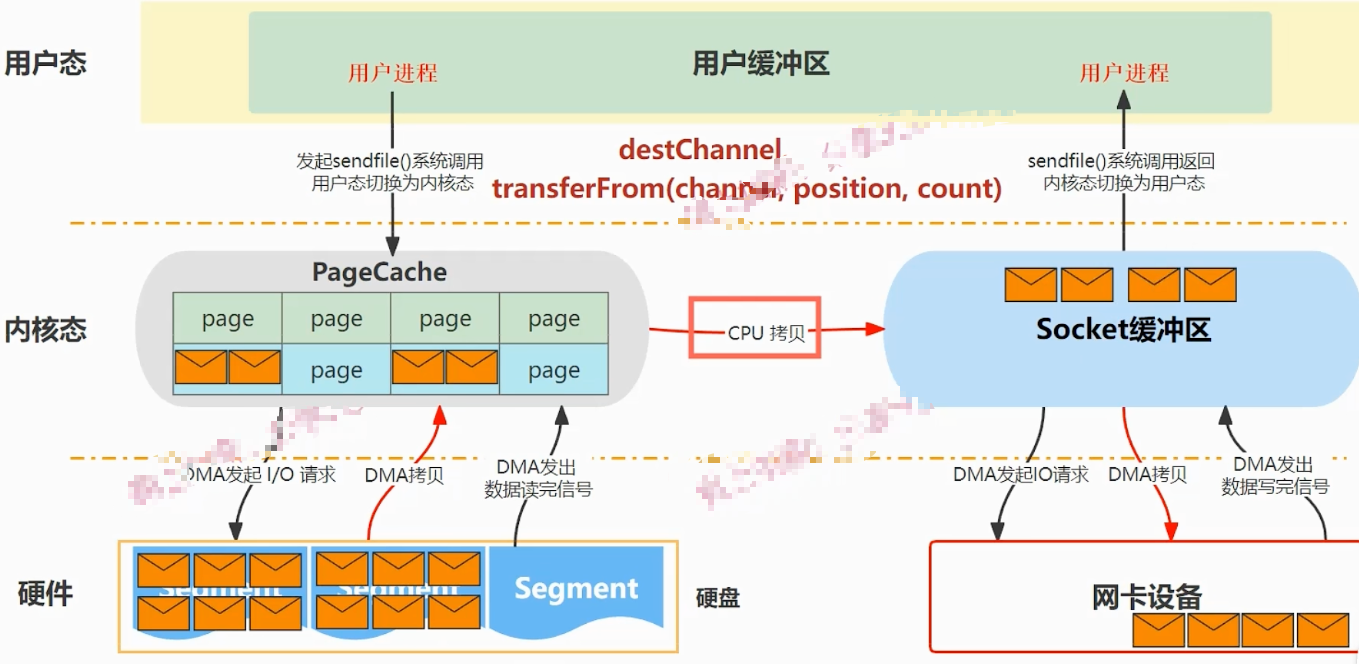 用户态
用户进程
用户缓冲区
用户进程
发起sendfile()系统调用
用户态切换为内核态
destChannel
transferFrom(channel, position, count)
sendfile()系统调用返回
内核态切换为用户态
内核态
PageCache
page
page
page
page
page
page
CPU 拷贝
Socket缓冲区
DMA发起 I/O 请求
DMA拷贝
DMA发出
数据读完信号
DMA发起IO请求
DMA拷贝
DMA发出
数据写完信号
硬件
Segment
Segment
Segment
硬盘
网卡设备